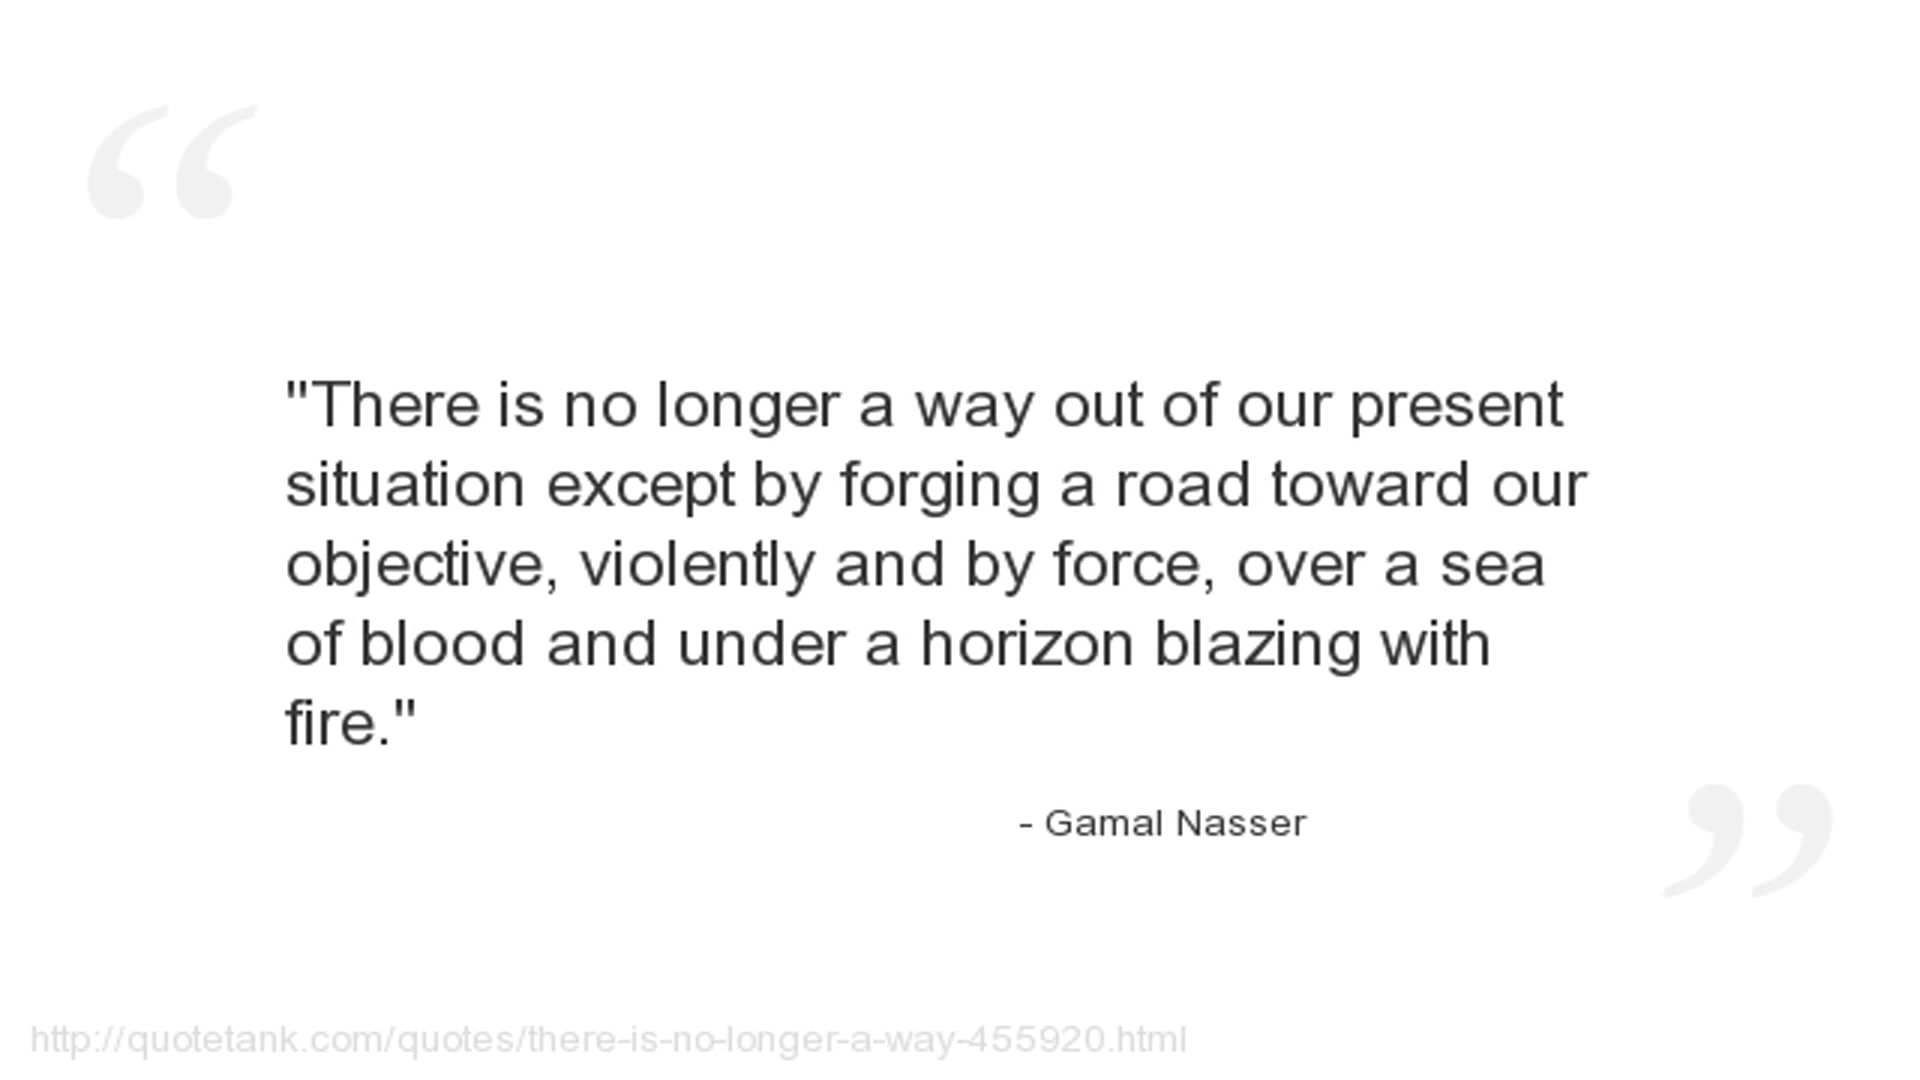 "There is no longer a way out of our present
situation except by forging a road toward our
objective, violently and by force, over a sea
of blood and under a horizon blazing with
fire."
- Gamal Nasser
http://quotetank.com/quotes/there-is-no-longer-a-way-455920.html